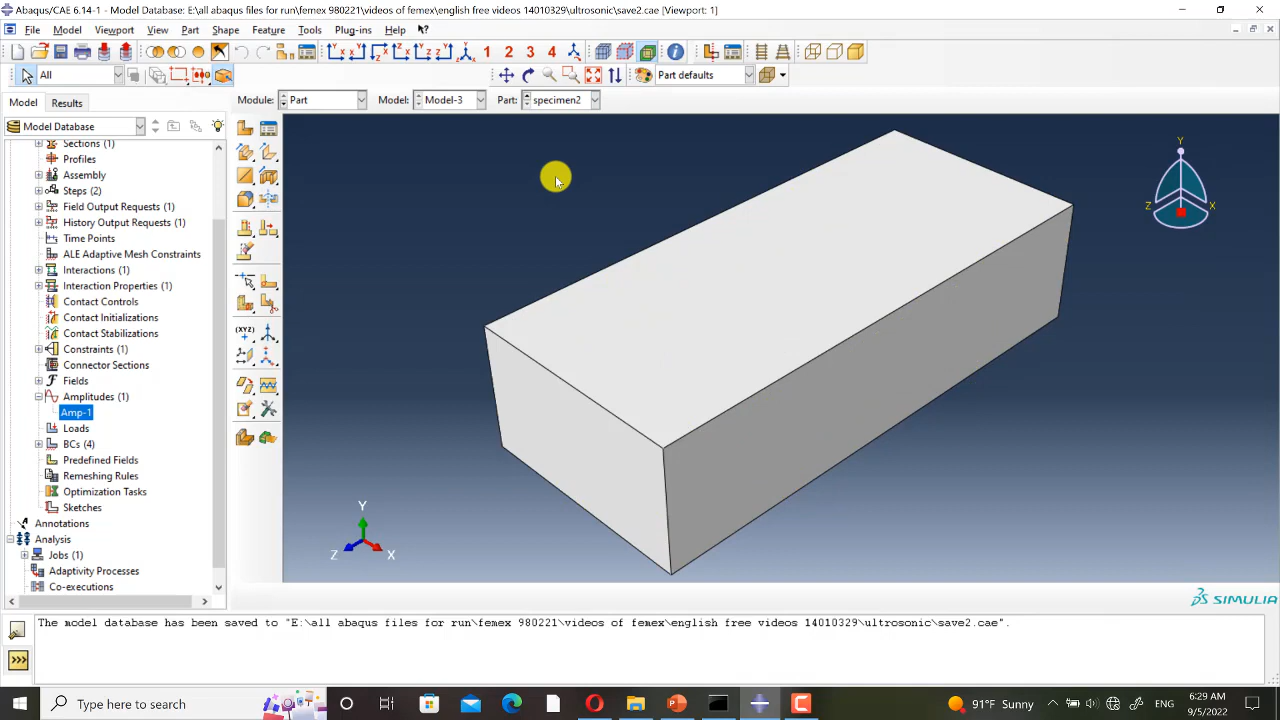 Abaqus/CAE 6.14-1 - Model Database: E:\all abaqus files for run\femex 980221\videos of femex\english free videos 14010329\ultrosonic\save2.cae [Viewport: 1]
File Model Viewport View Part Shape Feature Tools Plug-ins Help
1 2 3 4
All Part defaults
Model Results Module: Part Model: Model-3 Part: specimen2
Model Database
Sections (1)
Profiles
Assembly
Steps (2)
Field Output Requests (1)
History Output Requests (1)
Time Points
ALE Adaptive Mesh Constraints
Interactions (1)
Interaction Properties (1)
Contact Controls
Contact Initializations
Contact Stabilizations
Constraints (1)
Connector Sections
Fields
Amplitudes (1)
Amp-1
Loads
BCs (4)
Predefined Fields
Remeshing Rules
Optimization Tasks
Sketches
Annotations
Analysis
Jobs (1)
Adaptivity Processes
Co-executions
(XYZ)
Y
Z X
Y
Z X
SIMULIA
The model database has been saved to "E:\all abaqus files for run\femex 980221\videos of femex\english free videos 14010329\ultrosonic\save2.cae".
>>>
Type here to search
91°F Sunny
ENG
6:29 AM
9/5/2022